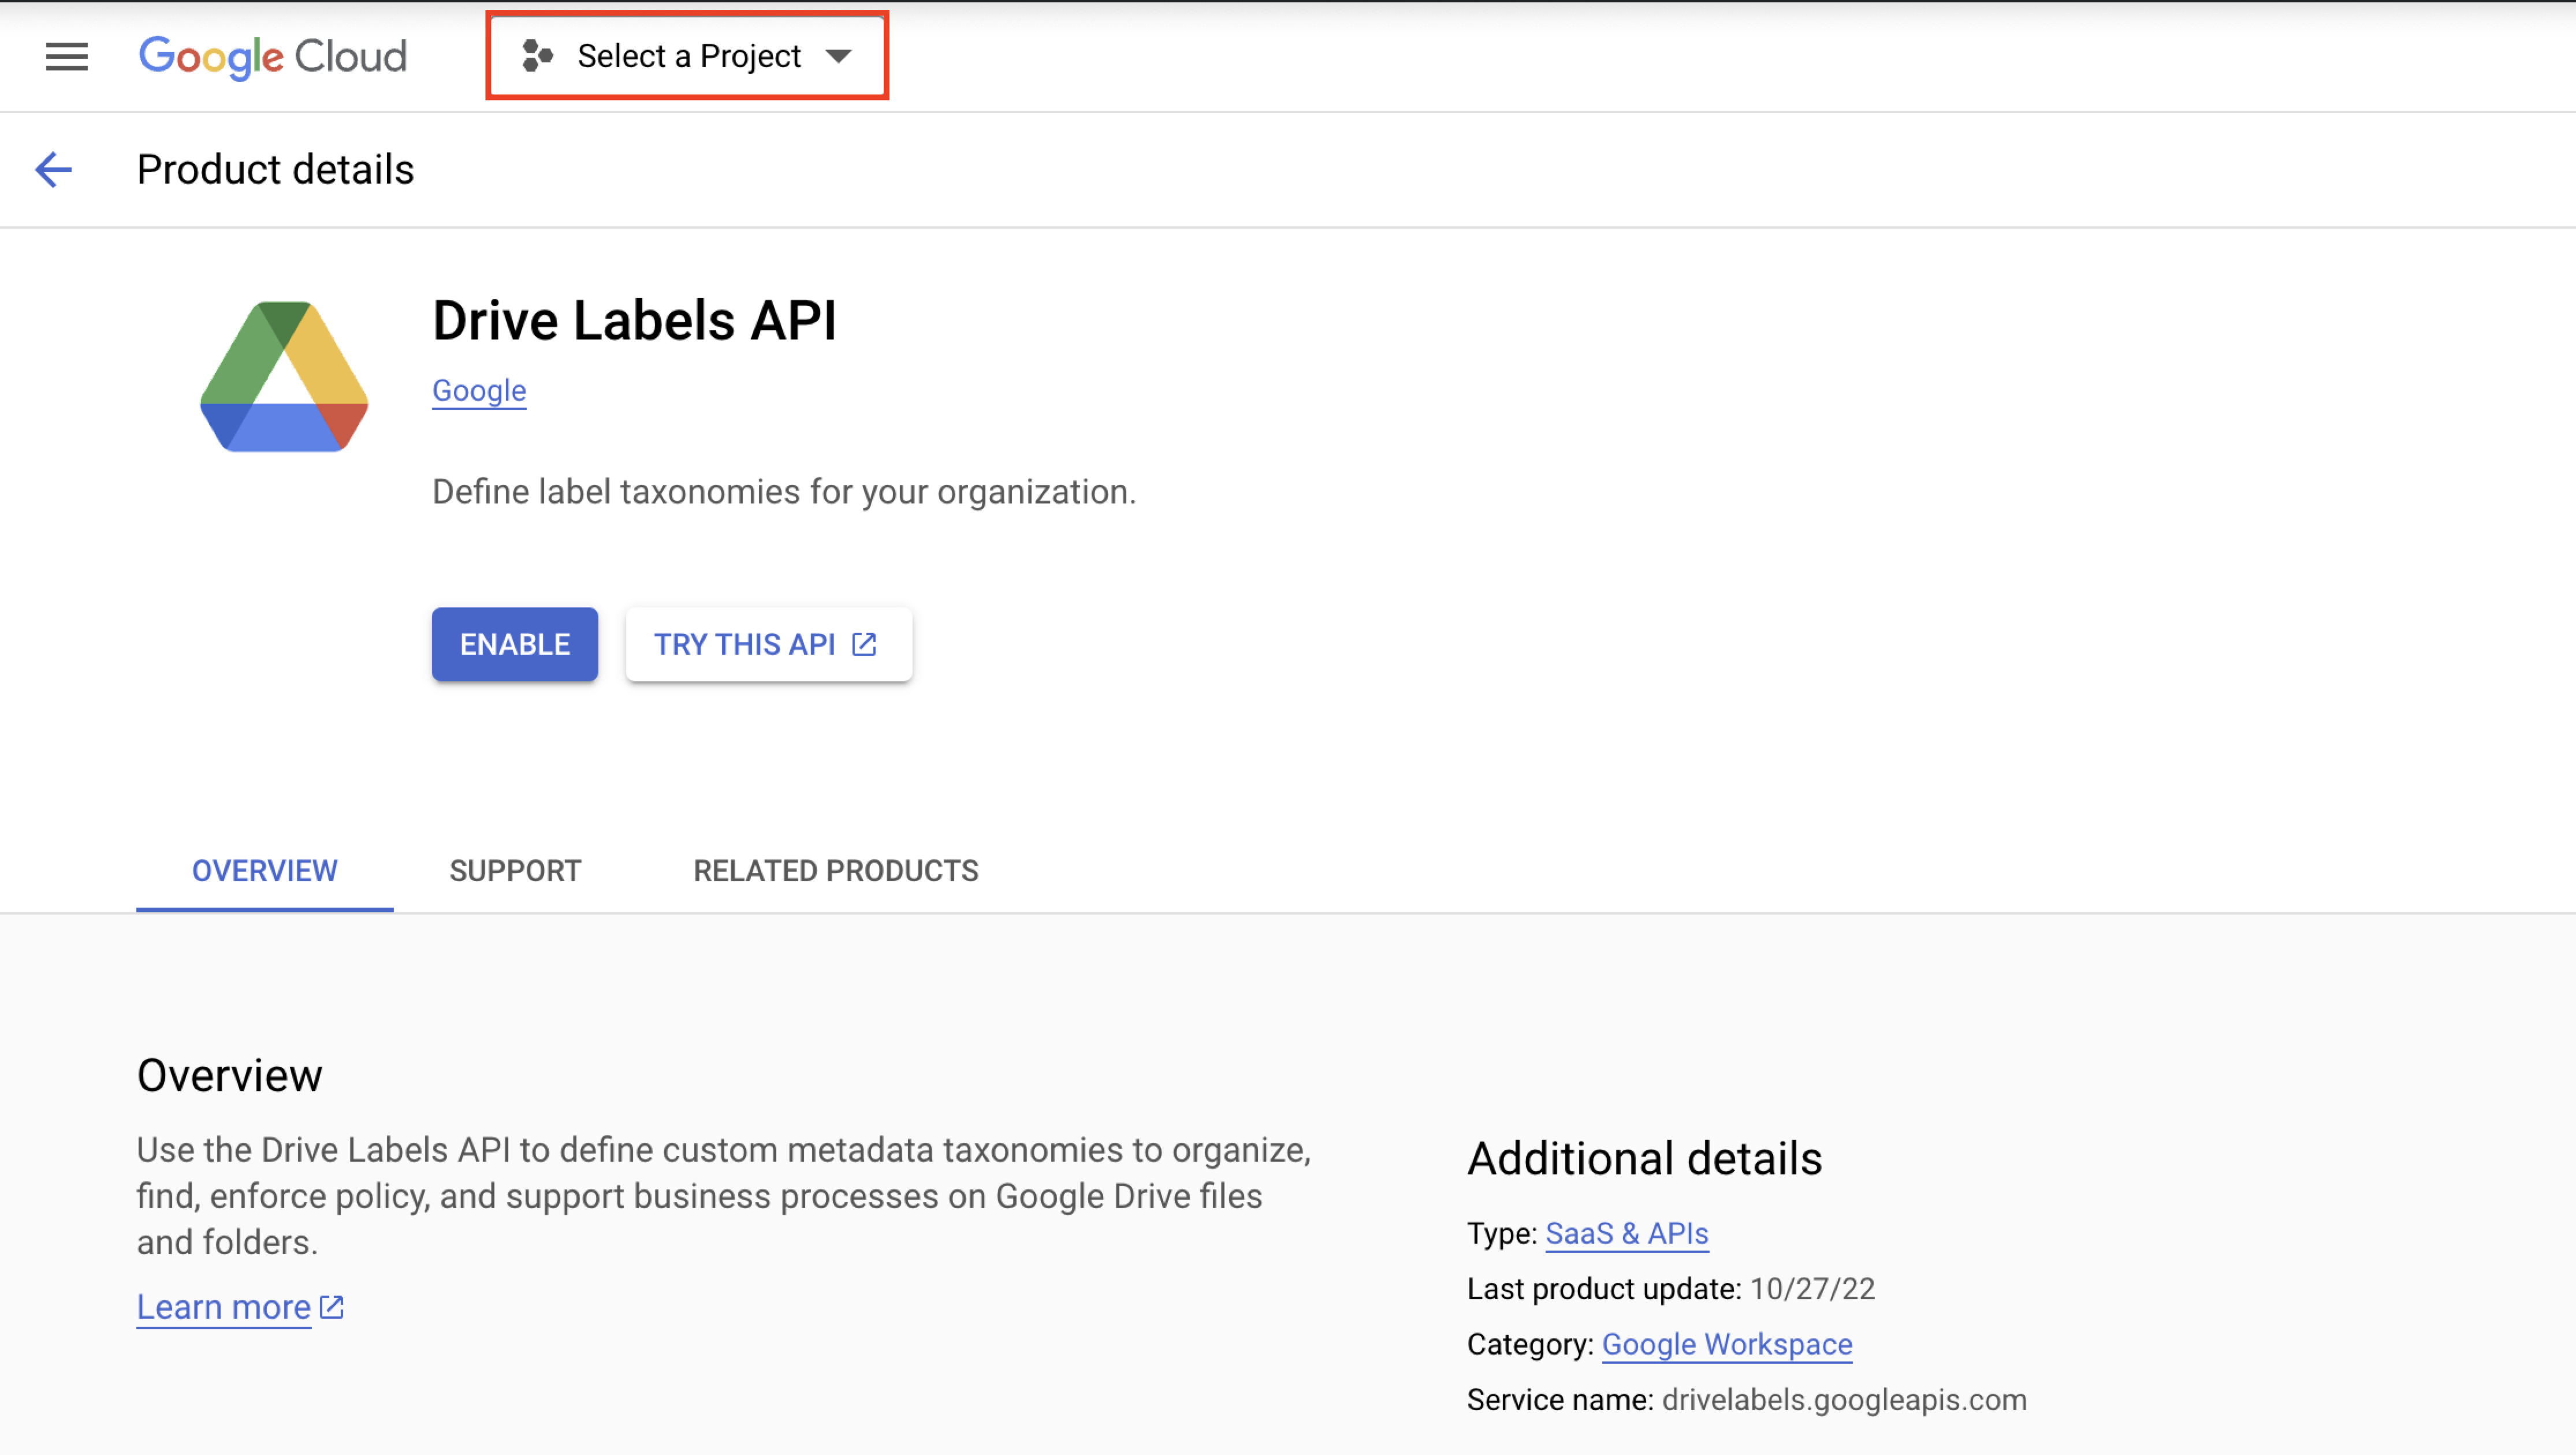 Google Cloud
Select a Project
Product details
Drive Labels API
Google
Define label taxonomies for your organization.
ENABLE
TRY THIS API
OVERVIEW
SUPPORT
RELATED PRODUCTS
Overview
Use the Drive Labels API to define custom metadata taxonomies to organize,
find, enforce policy, and support business processes on Google Drive files
and folders.
Learn more
Additional details
Type: SaaS & APIs
Last product update: 10/27/22
Category: Google Workspace
Service name: drivelabels.googleapis.com